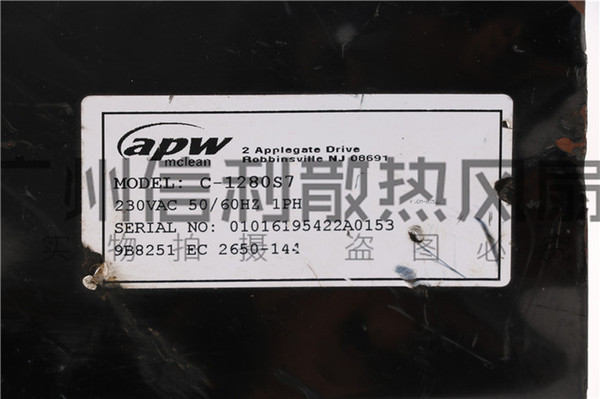 apw
mclean
2 Applegate Drive
Robbinsville NJ 08691
MODEL: C-1280S7
230VAC 50/60HZ 1PH
SERIAL NO: 01016195422A0153
9B8251 EC 2650-144
广州信利散热风扇
实物拍摄 盗图必